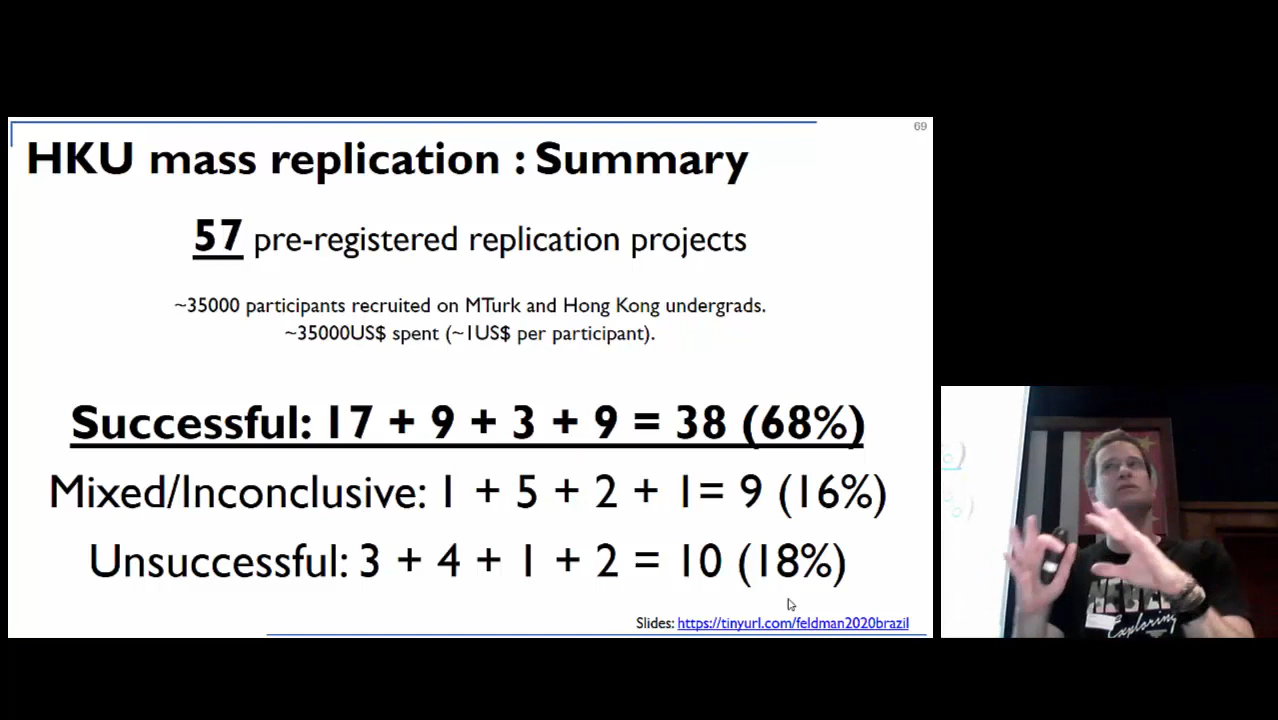 69
HKU mass replication : Summary
57 pre-registered replication projects
~35000 participants recruited on MTurk and Hong Kong undergrads.
~35000US$ spent (~1US$ per participant).
Successful: 17 + 9 + 3 + 9 = 38 (68%)
Mixed/Inconclusive: 1 + 5 + 2 + 1= 9 (16%)
Unsuccessful: 3 + 4 + 1 + 2 = 10 (18%)
Slides: https://tinyurl.com/feldman2020brazil
NEVER
Exploring